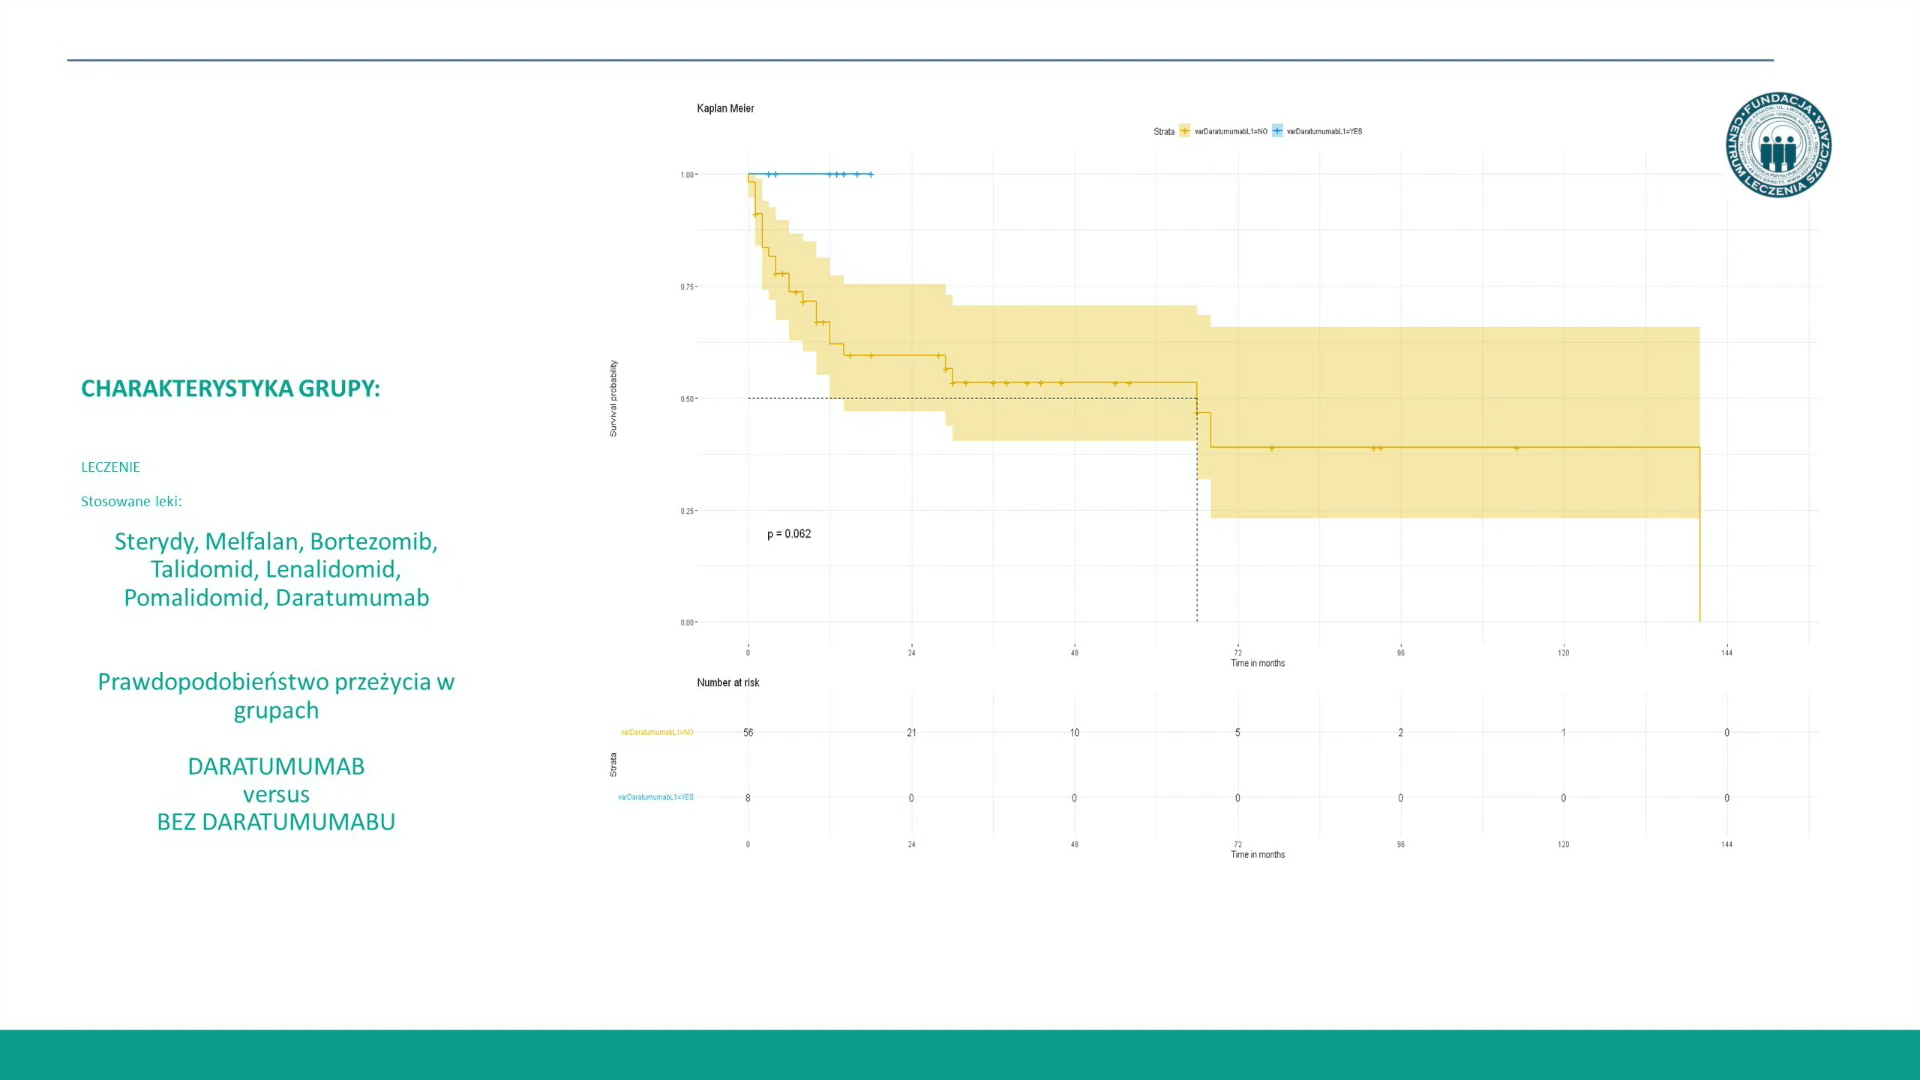 CHARAKTERYSTYKA GRUPY:
LECZENIE
Stosowane leki:
Sterydy, Melfalan, Bortezomib,
Talidomid, Lenalidomid,
Pomalidomid, Daratumumab
Prawdopodobieństwo przeżycia w
grupach
DARATUMUMAB
versus
BEZ DARATUMUMABU
Kaplan Meier
Strata varDaratumumabL1=NO varDaratumumabL1=YES
Survival probability
1.00
0.75
0.50
0.25
0.00
p = 0.062
0 24 48 72 96 120 144
Time in months
Number at risk
Strata
varDaratumumabL1=NO 56 21 10 5 2 1 0
varDaratumumabL1=YES 8 0 0 0 0 0 0
0 24 48 72 96 120 144
Time in months
FUNDACJA
CENTRUM LECZENIA SZPICZAKA